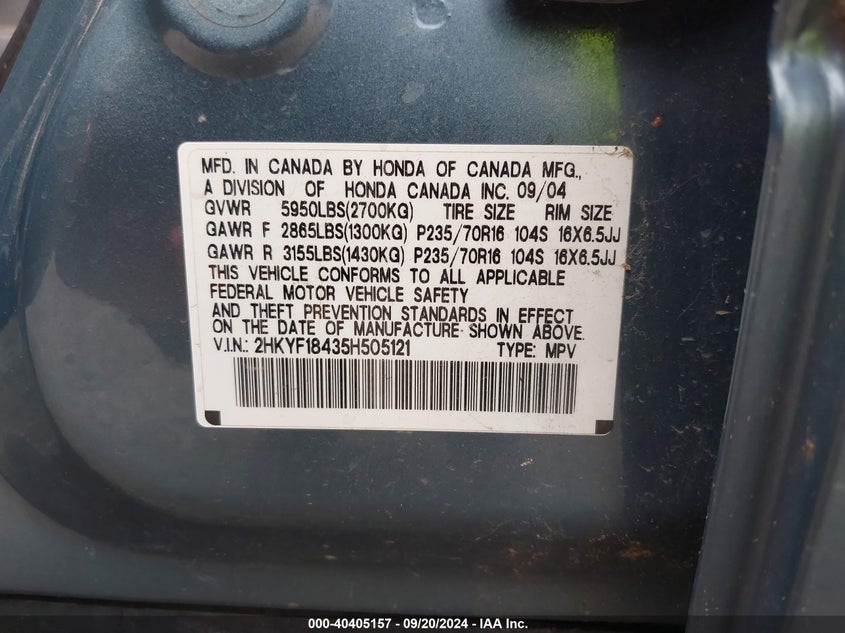 MFD. IN CANADA BY HONDA OF CANADA MFG.,
A DIVISION OF HONDA CANADA INC. 09/04
GVWR 5950LBS(2700KG) TIRE SIZE RIM SIZE
GAWR F 2865LBS(1300KG) P235/70R16 104S 16X6.5JJ
GAWR R 3155LBS(1430KG) P235/70R16 104S 16X6.5JJ
THIS VEHICLE CONFORMS TO ALL APPLICABLE
FEDERAL MOTOR VEHICLE SAFETY
AND THEFT PREVENTION STANDARDS IN EFFECT
ON THE DATE OF MANUFACTURE SHOWN ABOVE.
V.I.N.: 2HKYF18435H505121 TYPE: MPV
000-40405157 - 09/20/2024 - IAA Inc.